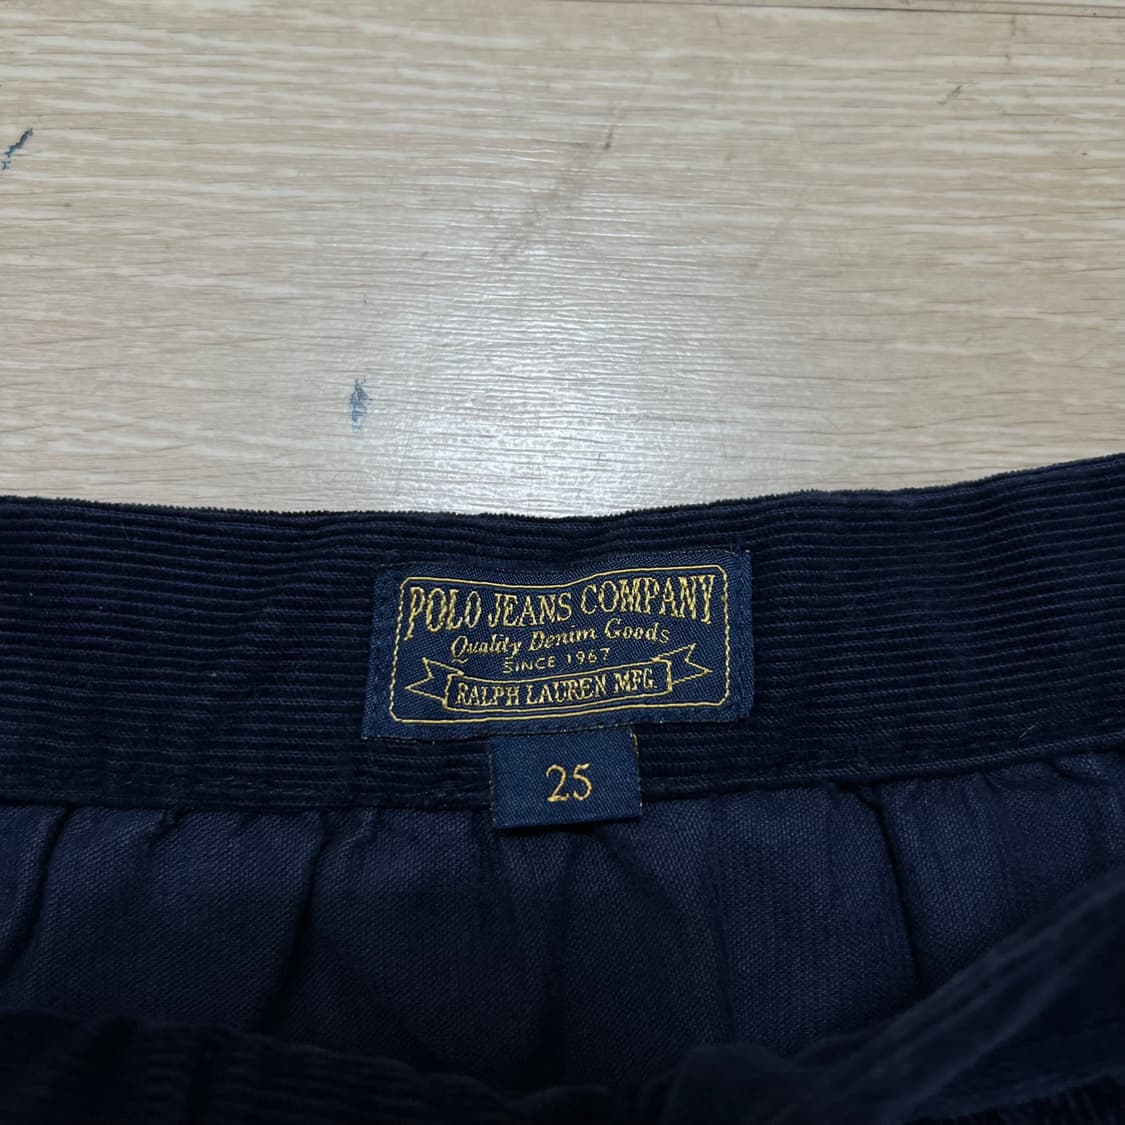 POLO JEANS COMPANY
Quality Denim Goods
SINCE 1967
RALPH LAUREN MFG.
25